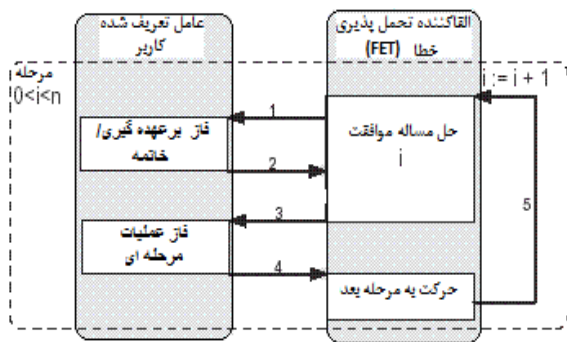 القاکننده تحمل پذیری
خطا (FET)
عامل تعریف شده
کاربر
مرحله
0<i<n
i := i + 1
حل مساله موافقت
i
1
فاز برعهده گیری/
خاتمه
2
3
فاز عملیات
مرحله ای
4
حرکت به مرحله بعد
5